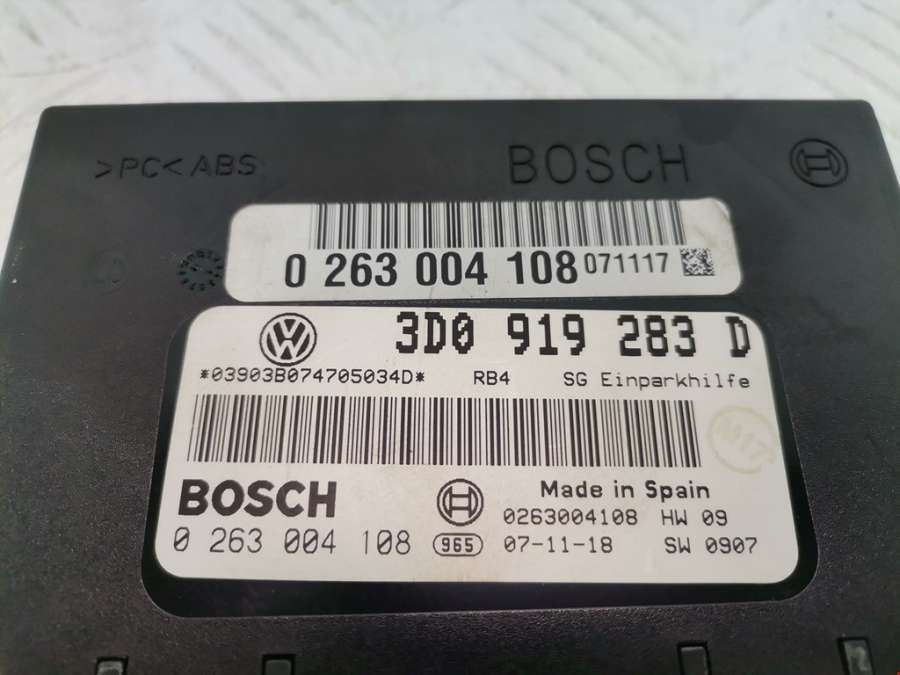 >PC<ABS
BOSCH
0 263 004 108 071117
3D0 919 283 D
*03903B074705034D* RB4 SG Einparkhilfe
M17
BOSCH
Made in Spain
0263004108 HW 09
0 263 004 108 965 07-11-18 SW 0907